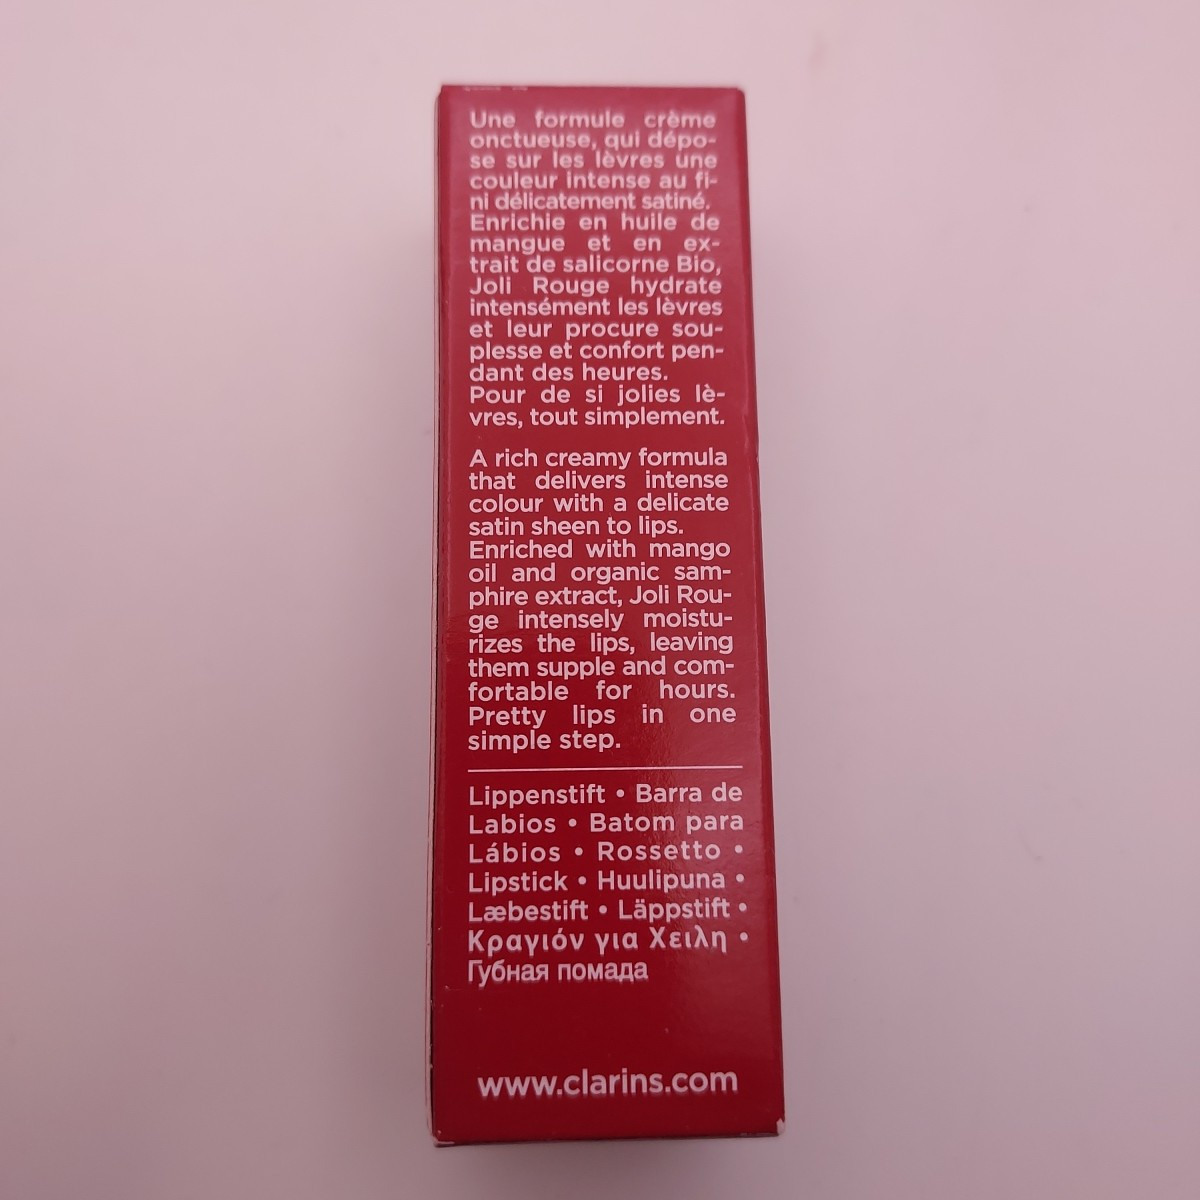 Une formule crème
onctueuse, qui dépo-
se sur les lèvres une
couleur intense au fi-
ni délicatement satiné.
Enrichie en huile de
mangue et en ex-
trait de salicorne Bio,
Joli Rouge hydrate
intensément les lèvres
et leur procure sou-
plesse et confort pen-
dant des heures.
Pour de si jolies lè-
vres, tout simplement.
A rich creamy formula
that delivers intense
colour with a delicate
satin sheen to lips.
Enriched with mango
oil and organic sam-
phire extract, Joli Rou-
ge intensely moistu-
rizes the lips, leaving
them supple and com-
fortable for hours.
Pretty lips in one
simple step.
Lippenstift • Barra de
Labios • Batom para
Lábios • Rossetto •
Lipstick • Huulipuna •
Læbestift • Läppstift •
Κραγιόν για Χειλη •
Губная помада
www.clarins.com